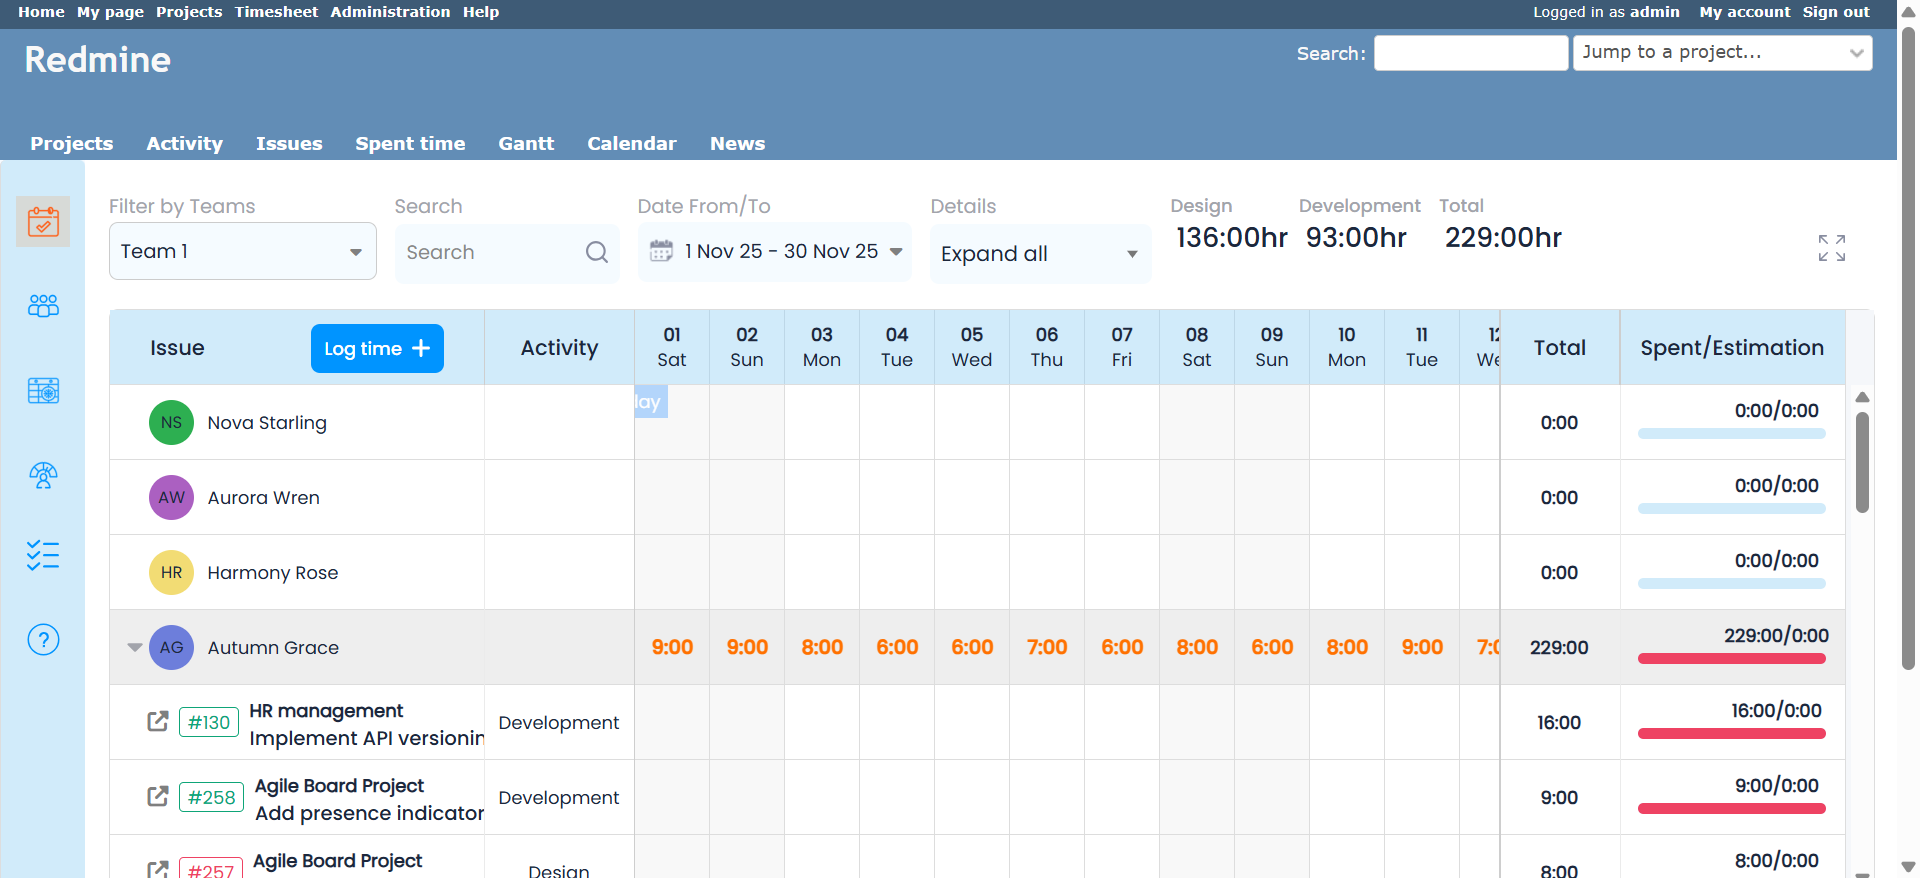 Home My page Projects Timesheet Administration Help
Logged in as admin My account Sign out
Redmine
Search:
Jump to a project...
Projects Activity Issues Spent time Gantt Calendar News
Filter by Teams Search Date From/To Details Design Development Total
Team 1 Search 1 Nov 25 - 30 Nov 25 Expand all 136:00hr 93:00hr 229:00hr
Issue Log time + Activity 01 Sat 02 Sun 03 Mon 04 Tue 05 Wed 06 Thu 07 Fri 08 Sat 09 Sun 10 Mon 11 Tue 12 We Total Spent/Estimation
lay
NS Nova Starling 0:00 0:00/0:00
AW Aurora Wren 0:00 0:00/0:00
HR Harmony Rose 0:00 0:00/0:00
AG Autumn Grace 9:00 9:00 8:00 6:00 6:00 7:00 6:00 8:00 6:00 8:00 9:00 7:0 229:00 229:00/0:00
#130 HR management Development 16:00 16:00/0:00
Implement API versionin
#258 Agile Board Project Development 9:00 9:00/0:00
Add presence indicator
#257 Agile Board Project Design 8:00 8:00/0:00